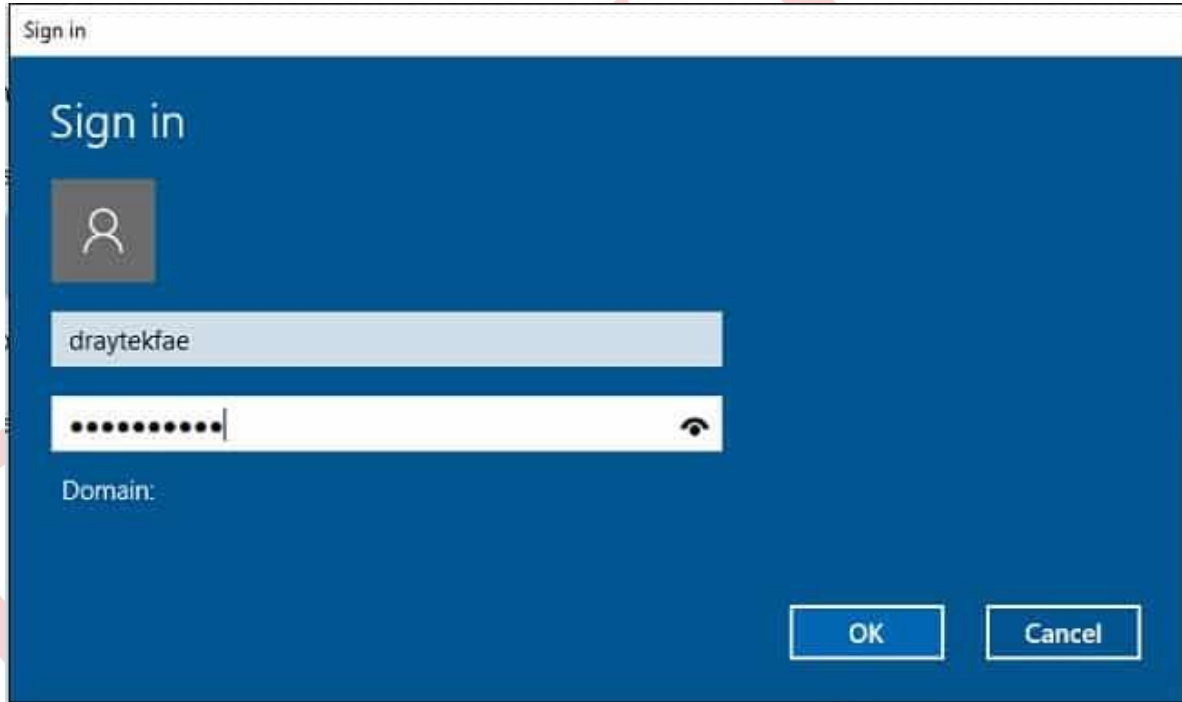 Sign in
Sign in
draytekfae
••••••••••
Domain:
OK
Cancel